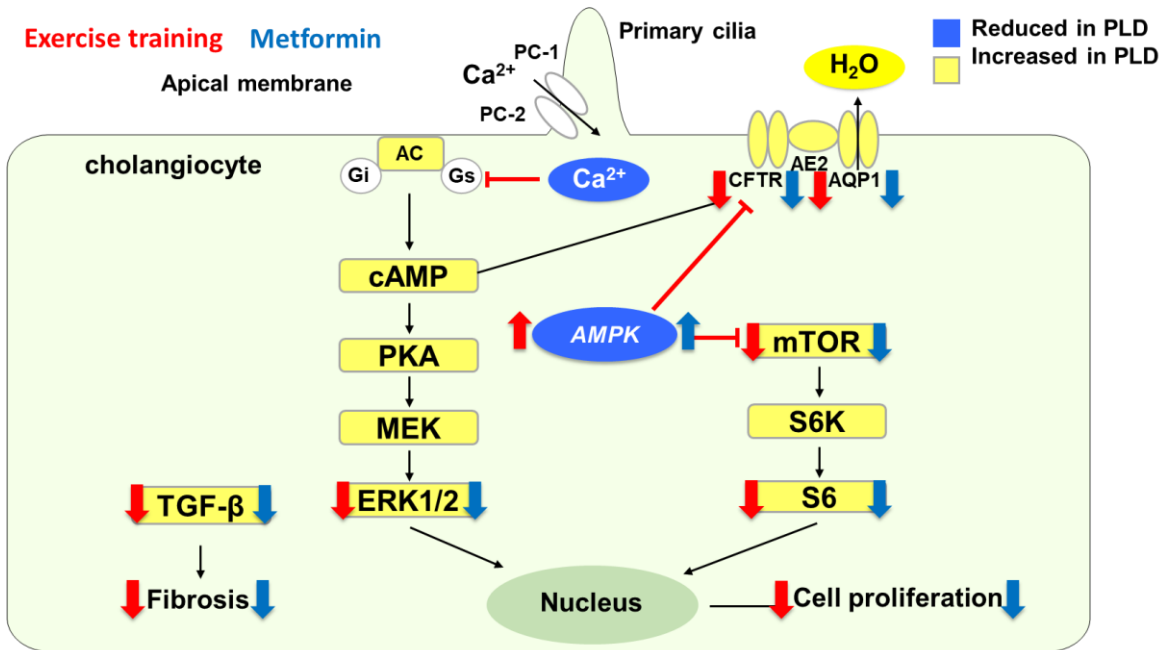 Exercise training Metformin
Apical membrane
Primary cilia
Reduced in PLD
Increased in PLD
PC-1
Ca²⁺
PC-2
H₂O
cholangiocyte
AC
Gi
Gs
Ca²⁺
AE2
CFTR
AQP1
cAMP
AMPK
mTOR
PKA
MEK
S6K
TGF-β
ERK1/2
S6
Fibrosis
Nucleus
Cell proliferation